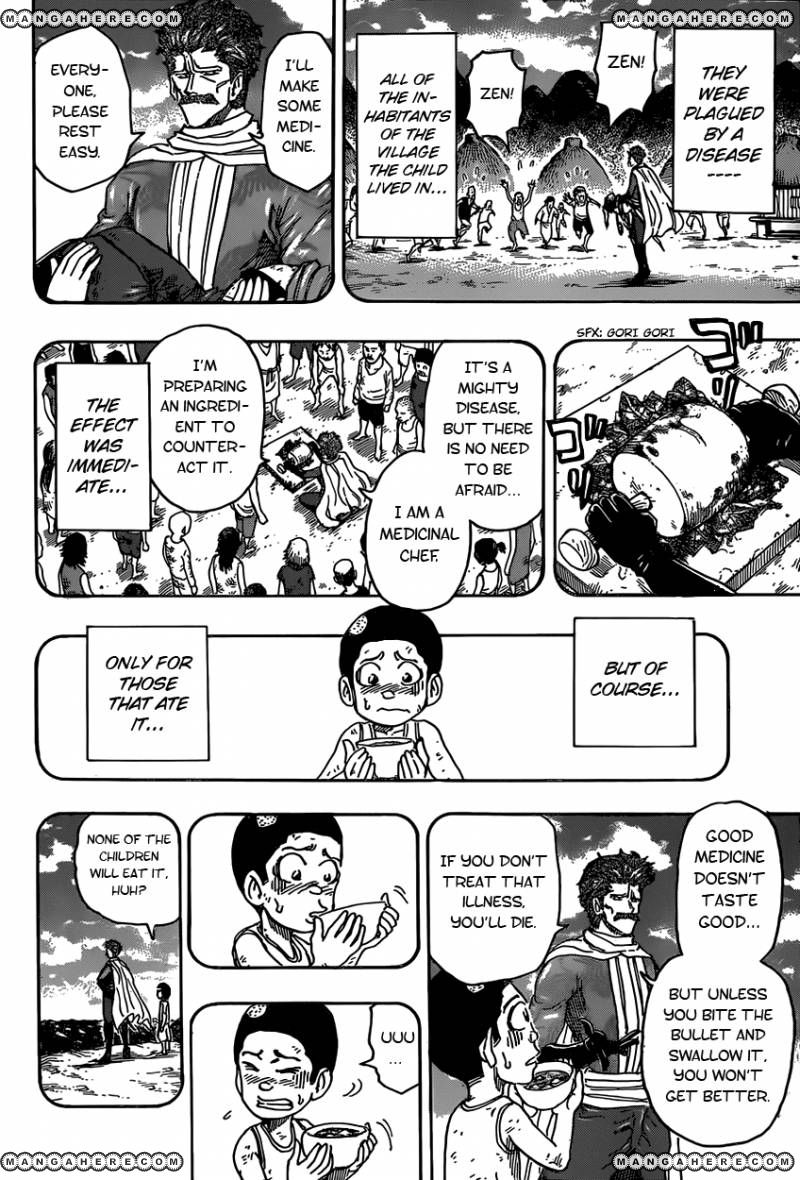 MANGAHERE.COM
MANGAHERE.COM
THEY
WERE
PLAGUED
BY A
DISEASE
----
ZEN!
ZEN!
ALL OF
THE IN-
HABITANTS
OF THE
VILLAGE
THE CHILD
LIVED IN...
I'LL
MAKE
SOME
MEDI-
CINE.
EVERY-
ONE,
PLEASE
REST
EASY.
SFX: GORI GORI
ゴ
ゴ
IT'S A
MIGHTY
DISEASE,
BUT THERE
IS NO NEED
TO BE
AFRAID...
I AM A
MEDICINAL
CHEF.
I'M
PREPARING
AN INGREDI-
ENT TO
COUNTER-
ACT IT.
THE
EFFECT
WAS
IMMEDI-
ATE...
BUT OF
COURSE...
ONLY FOR
THOSE
THAT ATE
IT...
GOOD
MEDICINE
DOESN'T
TASTE
GOOD...
BUT UNLESS
YOU BITE THE
BULLET AND
SWALLOW IT,
YOU WON'T
GET BETTER.
IF YOU DON'T
TREAT THAT
ILLNESS,
YOU'LL DIE.
UUU
...
NONE OF THE
CHILDREN
WILL EAT IT,
HUH?
MANGAHERE.COM
MANGAHERE.COM